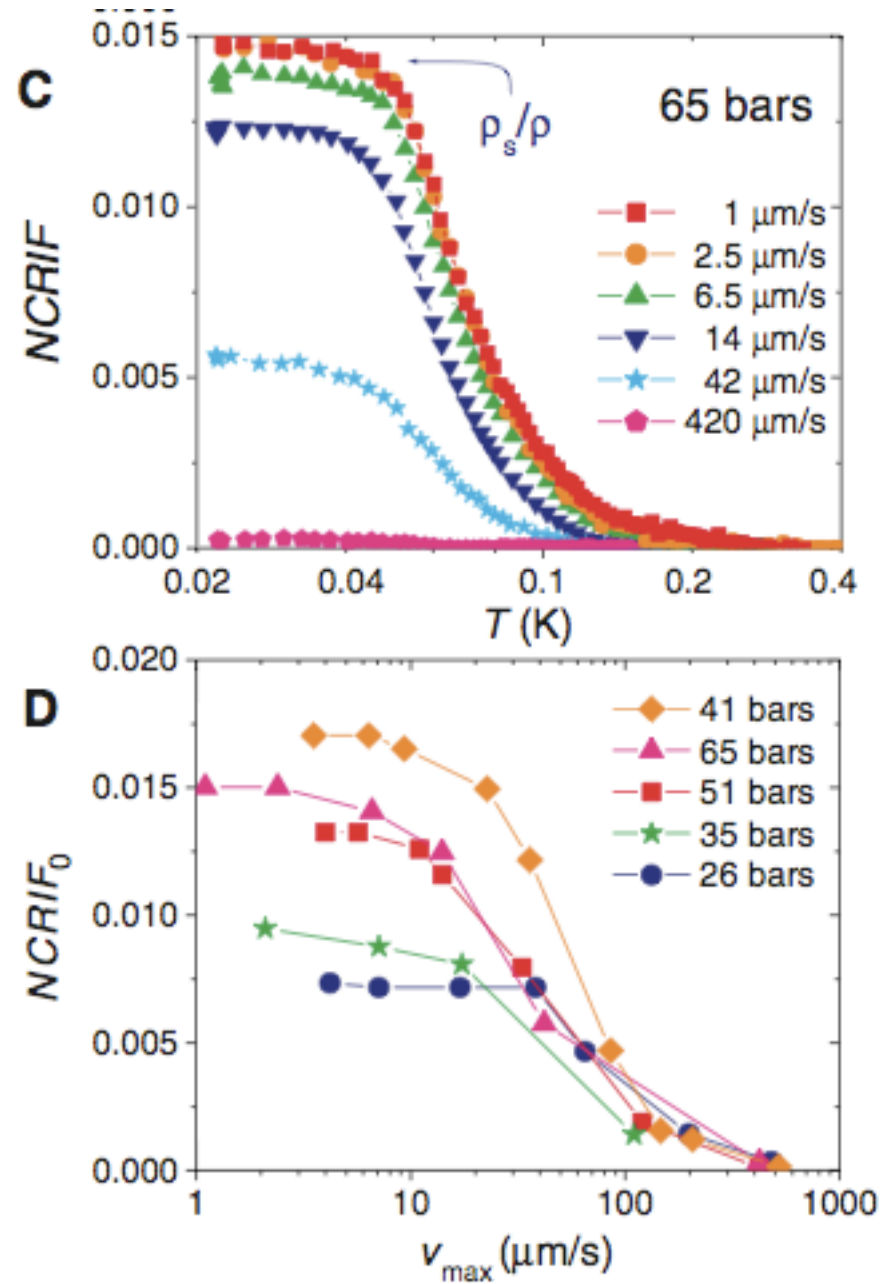 0.015
C
65 bars
ρs/ρ
1 μm/s
0.010
2.5 μm/s
6.5 μm/s
NCRIF
14 μm/s
0.005
42 μm/s
420 μm/s
0.000
0.02 0.04 0.1 0.2 0.4
T (K)
0.020
D
41 bars
65 bars
0.015
51 bars
35 bars
26 bars
0.010
NCRIF0
0.005
0.000
1 10 100 1000
vmax (μm/s)